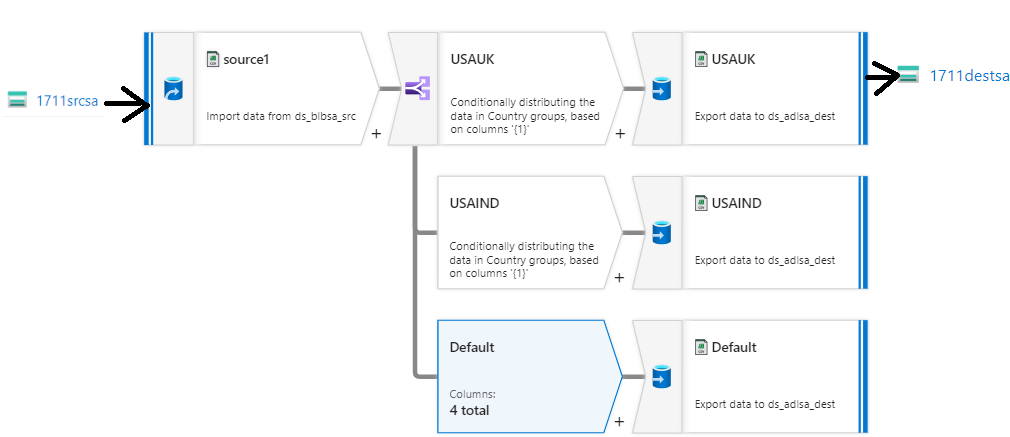 1711srcsa
source1
Import data from ds_blbsa_src
+
USAUK
Conditionally distributing the
data in Country groups, based
on columns '{1}'
+
USAUK
Export data to ds_adlsa_dest
1711destsa
USAIND
Conditionally distributing the
data in Country groups, based
on columns '{1}'
+
USAIND
Export data to ds_adlsa_dest
Default
Columns:
4 total
+
Default
Export data to ds_adlsa_dest